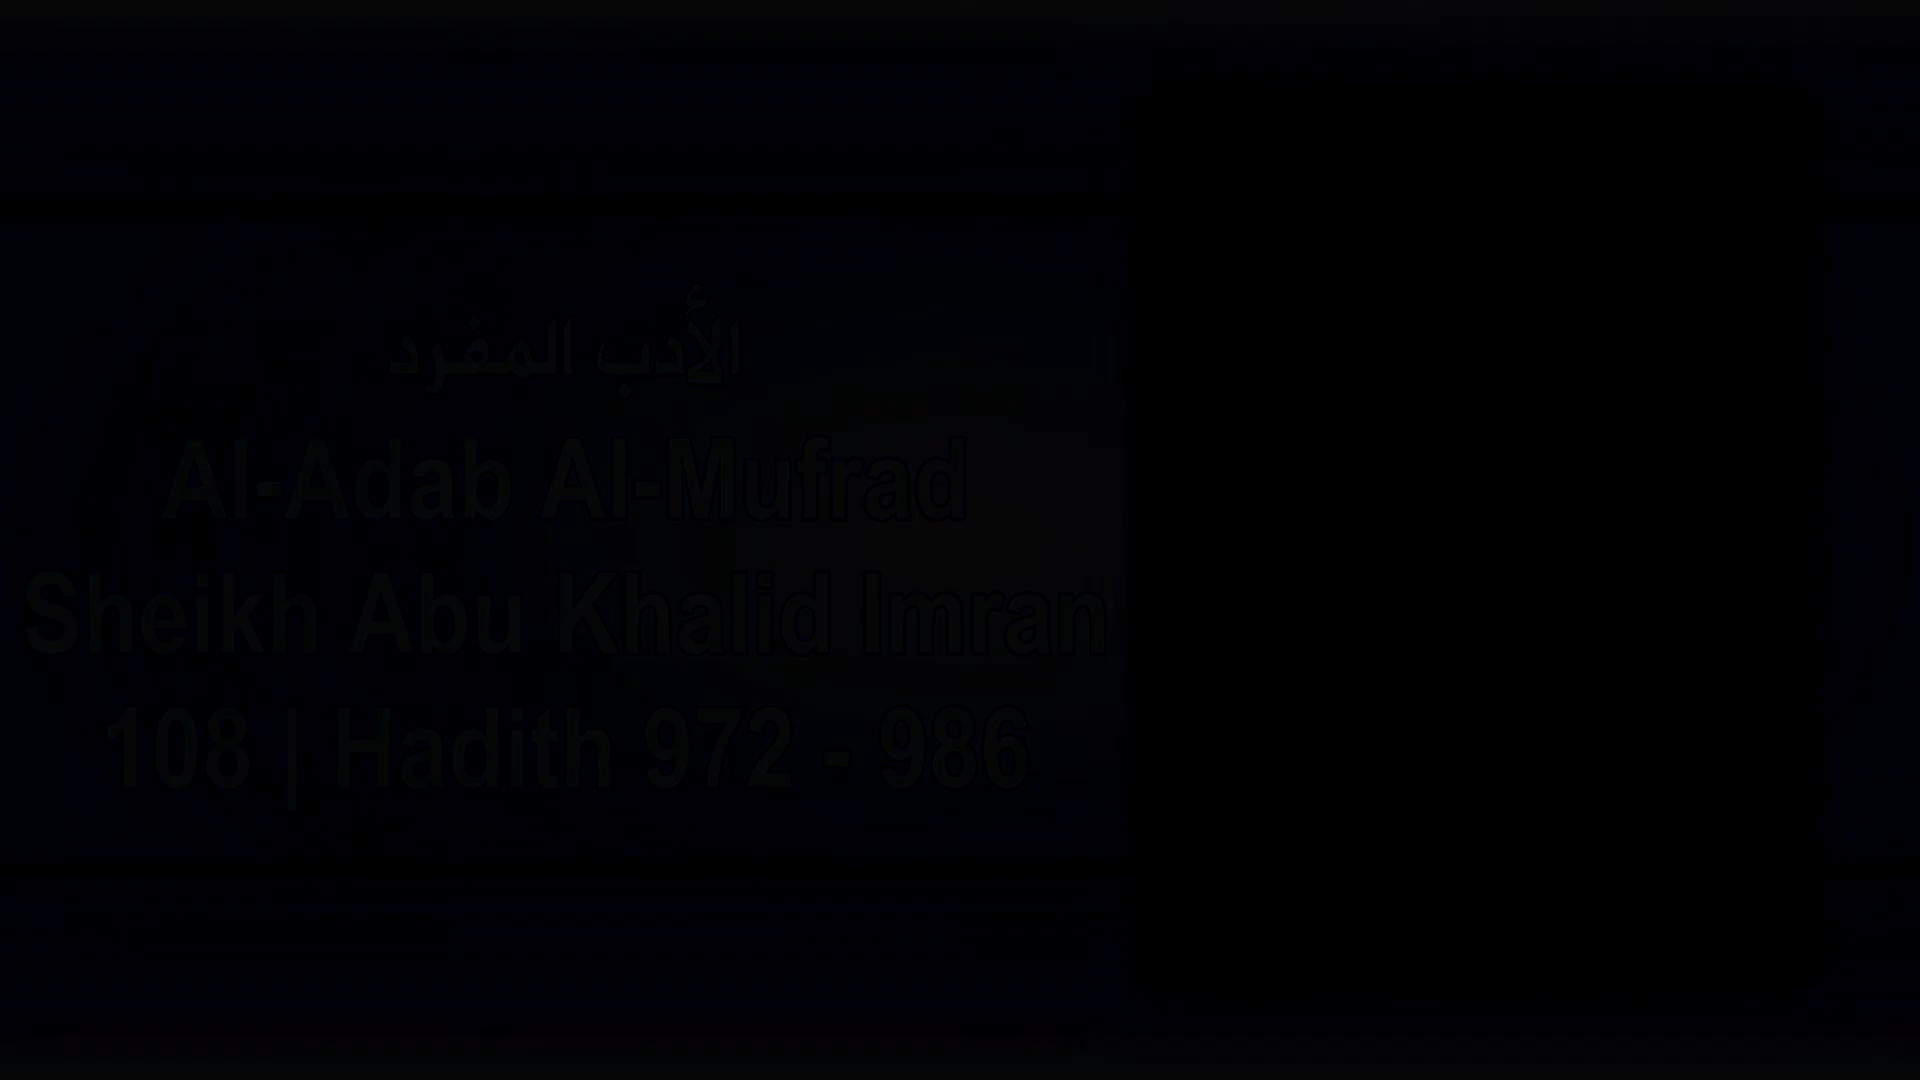 الأدب المفرد
Al-Adab Al-Mufrad
Sheikh Abu Khalid Imran
108 | Hadith 972 - 986